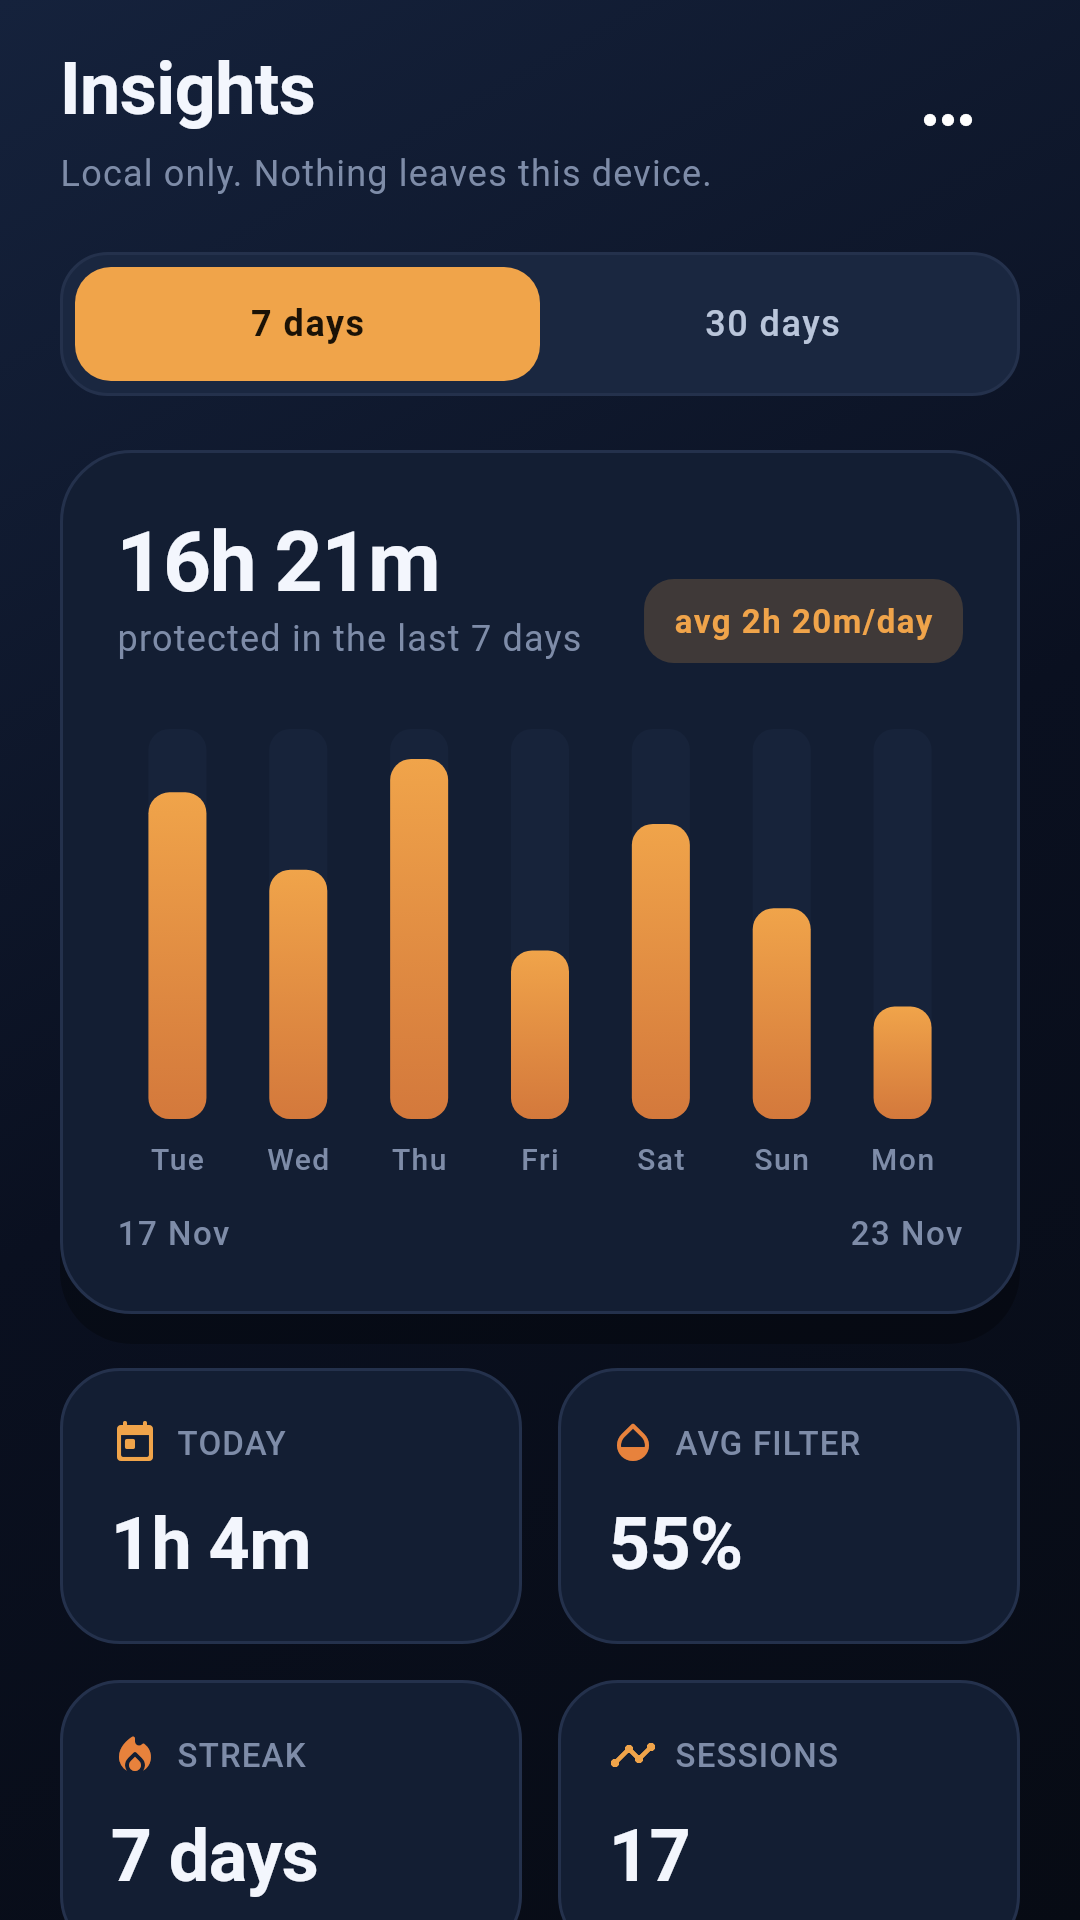 Insights
Local only. Nothing leaves this device.
7 days
30 days
16h 21m
protected in the last 7 days
avg 2h 20m/day
Tue Wed Thu Fri Sat Sun Mon
17 Nov
23 Nov
TODAY
1h 4m
AVG FILTER
55%
STREAK
7 days
SESSIONS
17